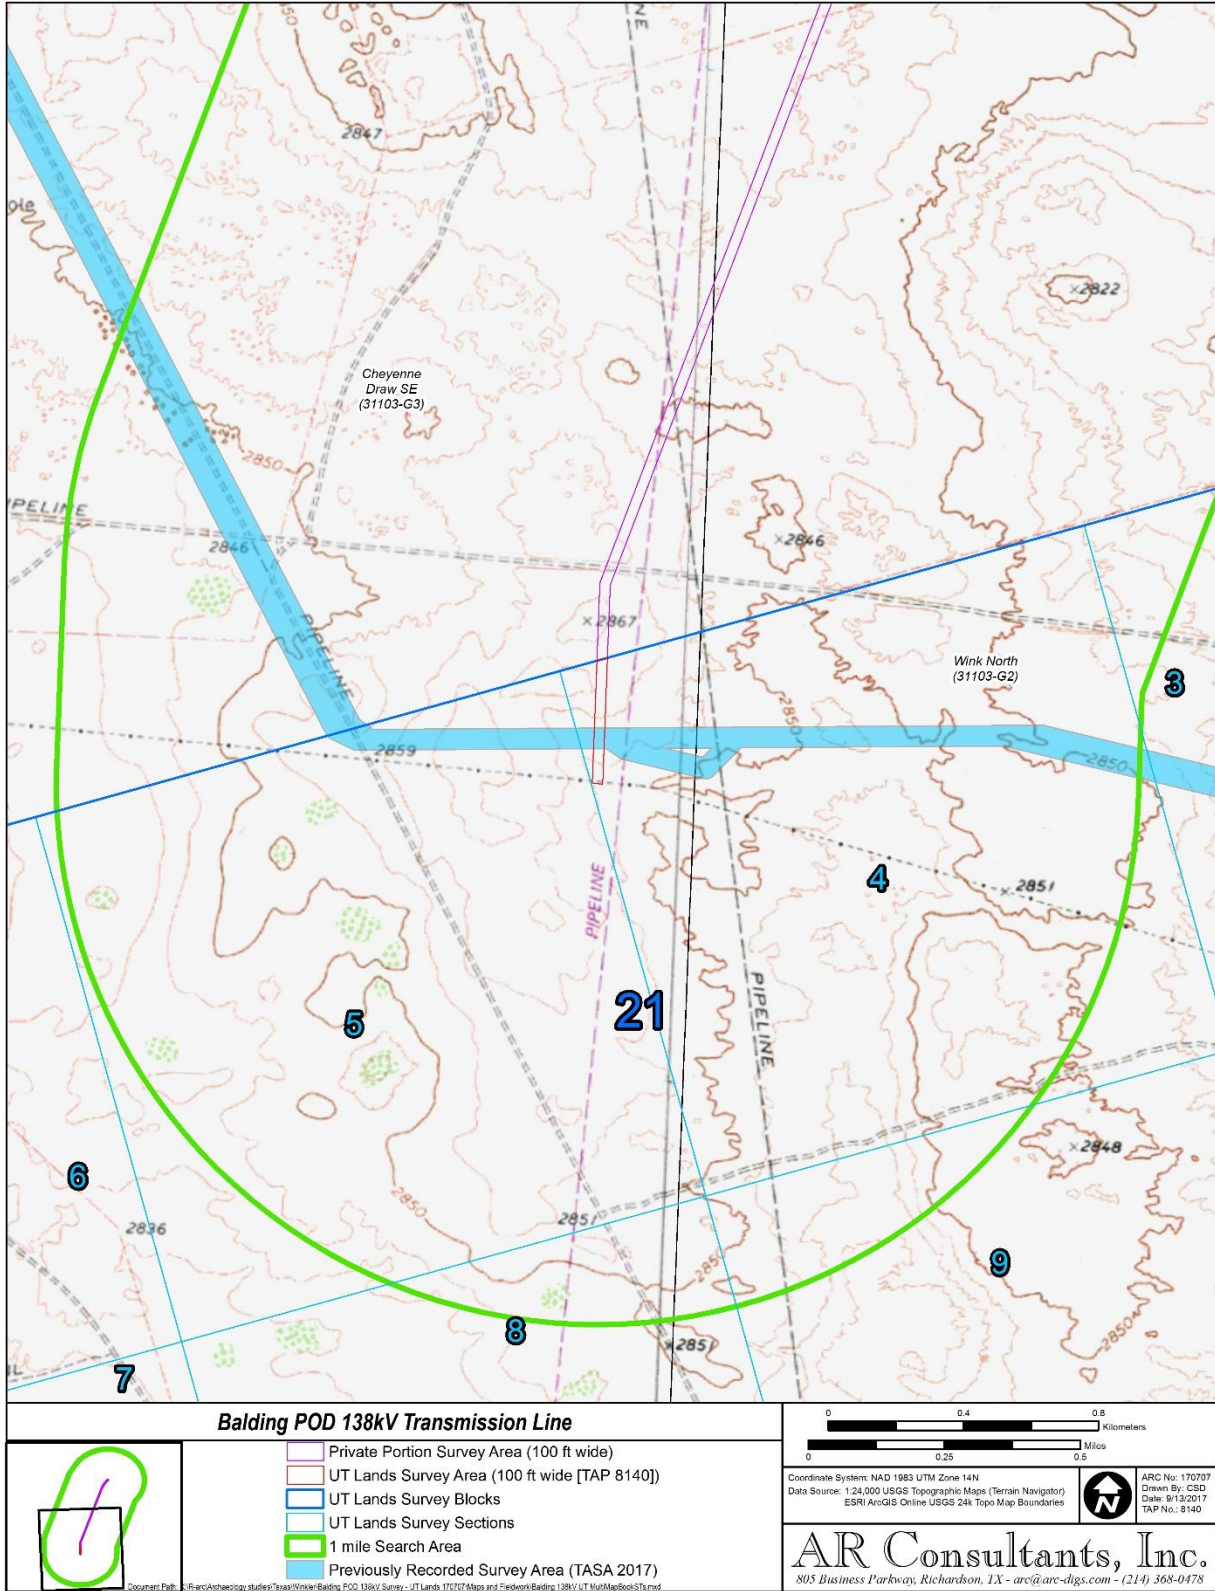 NE
2850
2847
ole
2822
Cheyenne
Draw SE
(31103-G3)
2850
PIPELINE
2846
2846
2867
PIPELINE
Wink North
(31103-G2)
3
2850
2859
2850
4
2851
PIPELINE
PIPELINE
21
5
2848
6
2850
2836
2851
2850
9
8
2851
2850
7
Balding POD 138kV Transmission Line
Private Portion Survey Area (100 ft wide)
UT Lands Survey Area (100 ft wide [TAP 8140])
UT Lands Survey Blocks
UT Lands Survey Sections
1 mile Search Area
Previously Recorded Survey Area (TASA 2017)
0 0.4 0.8
Kilometers
Miles
0 0.25 0.5
Coordinate System: NAD 1983 UTM Zone 14N
Data Source: 1:24,000 USGS Topographic Maps (Terrain Navigator)
ESRI ArcGIS Online USGS 24k Topo Map Boundaries
N
ARC No: 170707
Drawn By: CSD
Date: 9/13/2017
TAP No.: 8140
AR Consultants, Inc.
805 Business Parkway, Richardson, TX - arc@arc-digs.com - (214) 368-0478